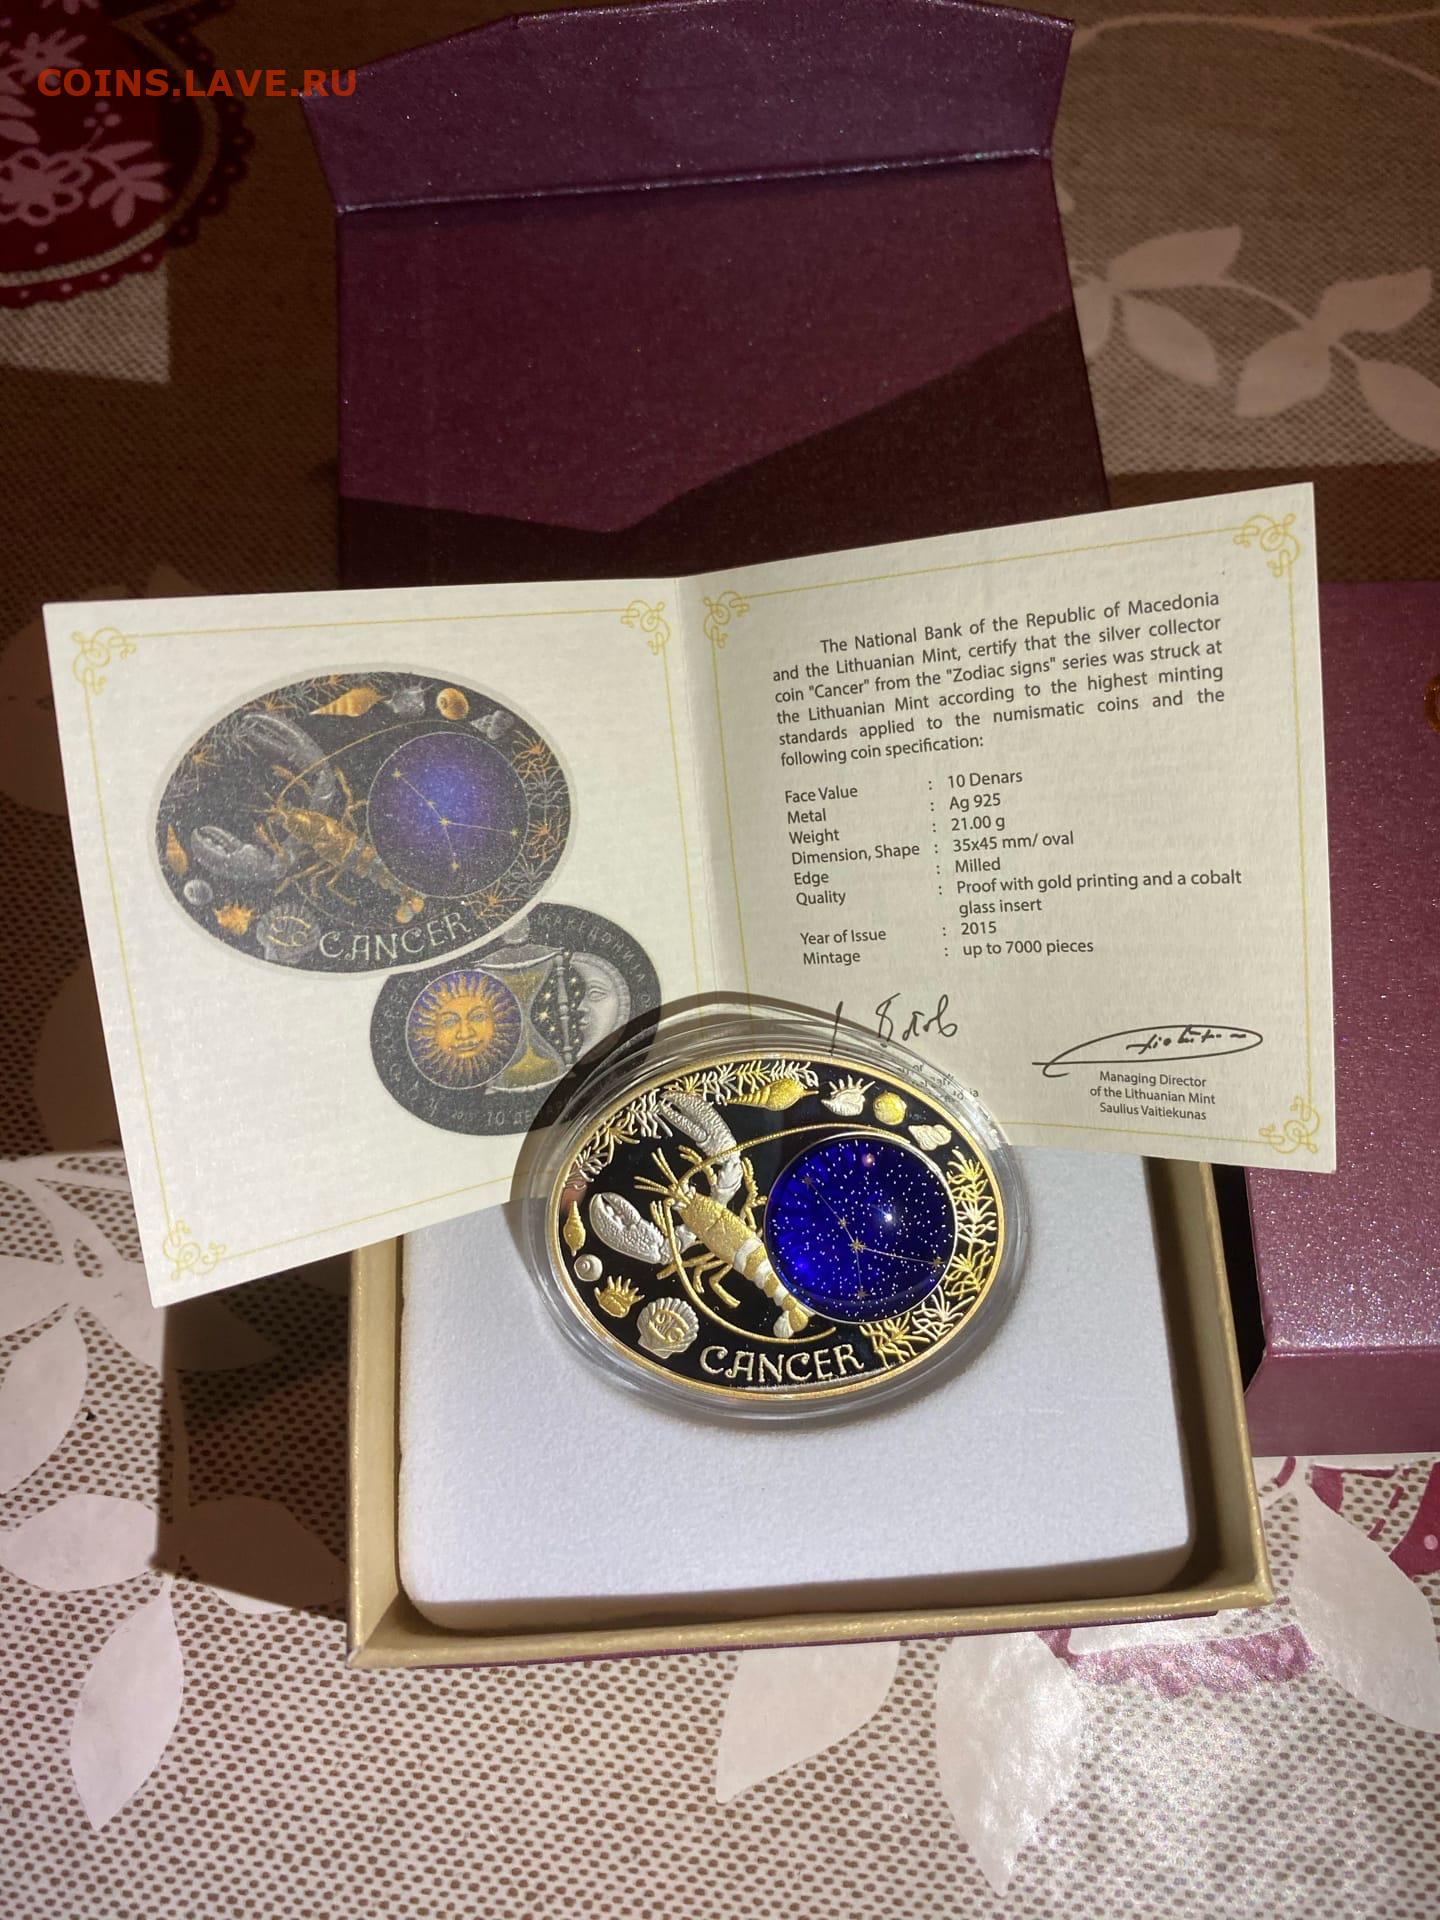 COINS.LAVE.RU
The National Bank of the Republic of Macedonia
and the Lithuanian Mint, certify that the silver collector
coin "Cancer" from the "Zodiac signs" series was struck at
the Lithuanian Mint according to the highest minting
standards applied to the numismatic coins and the
following coin specification:
Face Value : 10 Denars
Metal : Ag 925
Weight : 21.00 g
Dimension, Shape : 35x45 mm/ oval
Edge : Milled
Quality : Proof with gold printing and a cobalt
glass insert
Year of Issue : 2015
Mintage : up to 7000 pieces
Managing Director
of the Lithuanian Mint
Saulius Vaitiekunas
CANCER
CANCER